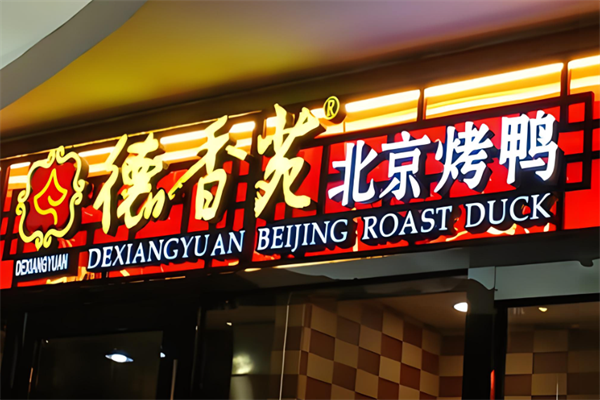 德香苑® 北京烤鸭
DEXIANGYUAN DEXIANGYUAN BEIJING ROAST DUCK